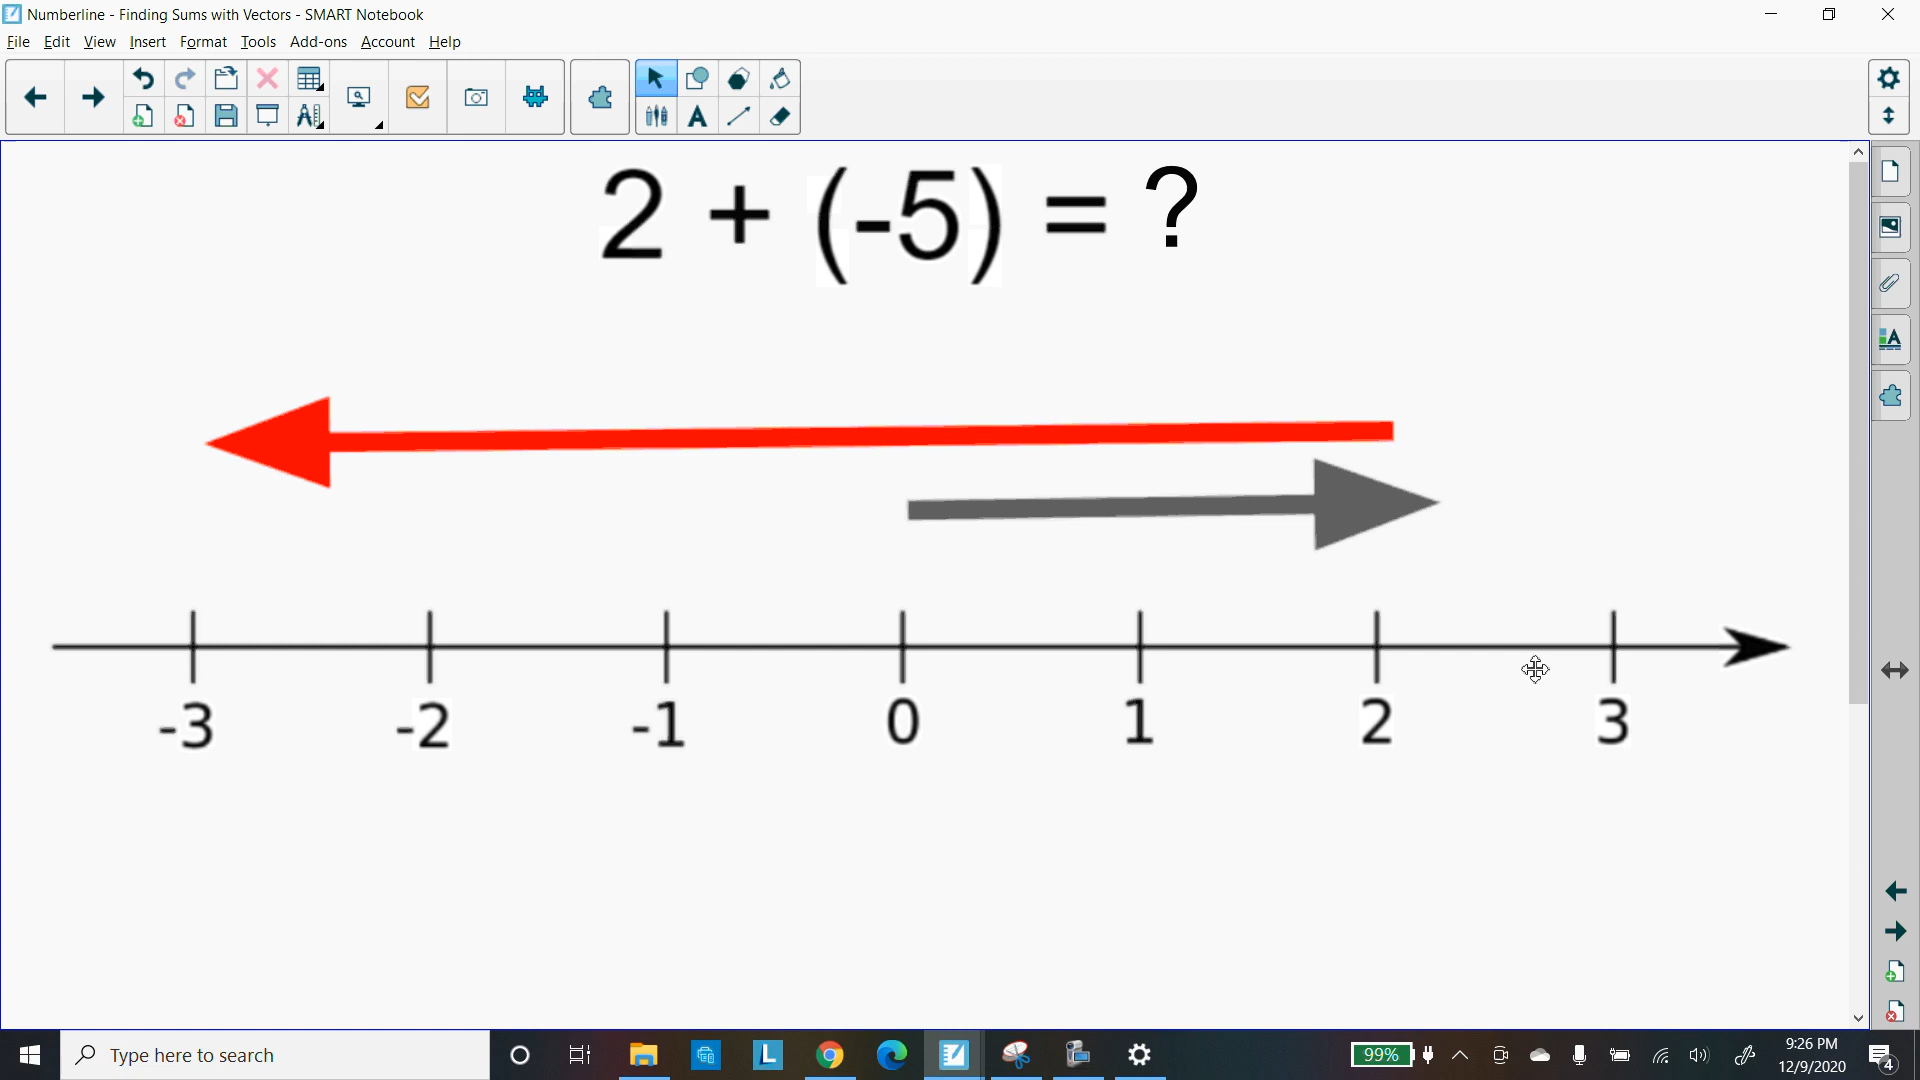 Numberline - Finding Sums with Vectors - SMART Notebook
File Edit View Insert Format Tools Add-ons Account Help
2 + (-5) = ?
-3 -2 -1 0 1 2 3
Type here to search
99%
9:26 PM
12/9/2020
4